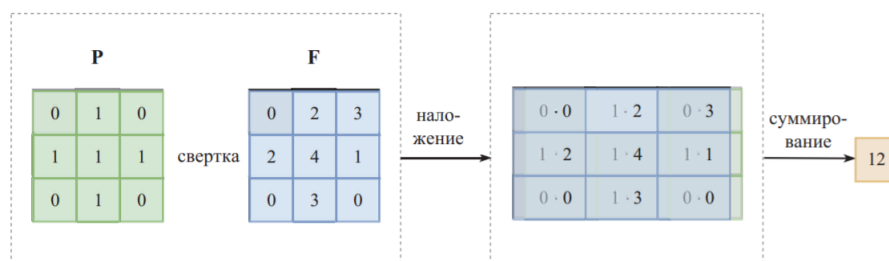 P F
0 1 0
1 1 1
0 1 0
свертка
0 2 3
2 4 1
0 3 0
нало-
жение
0 · 0 1 · 2 0 · 3
1 · 2 1 · 4 1 · 1
0 · 0 1 · 3 0 · 0
суммиро-
вание
12